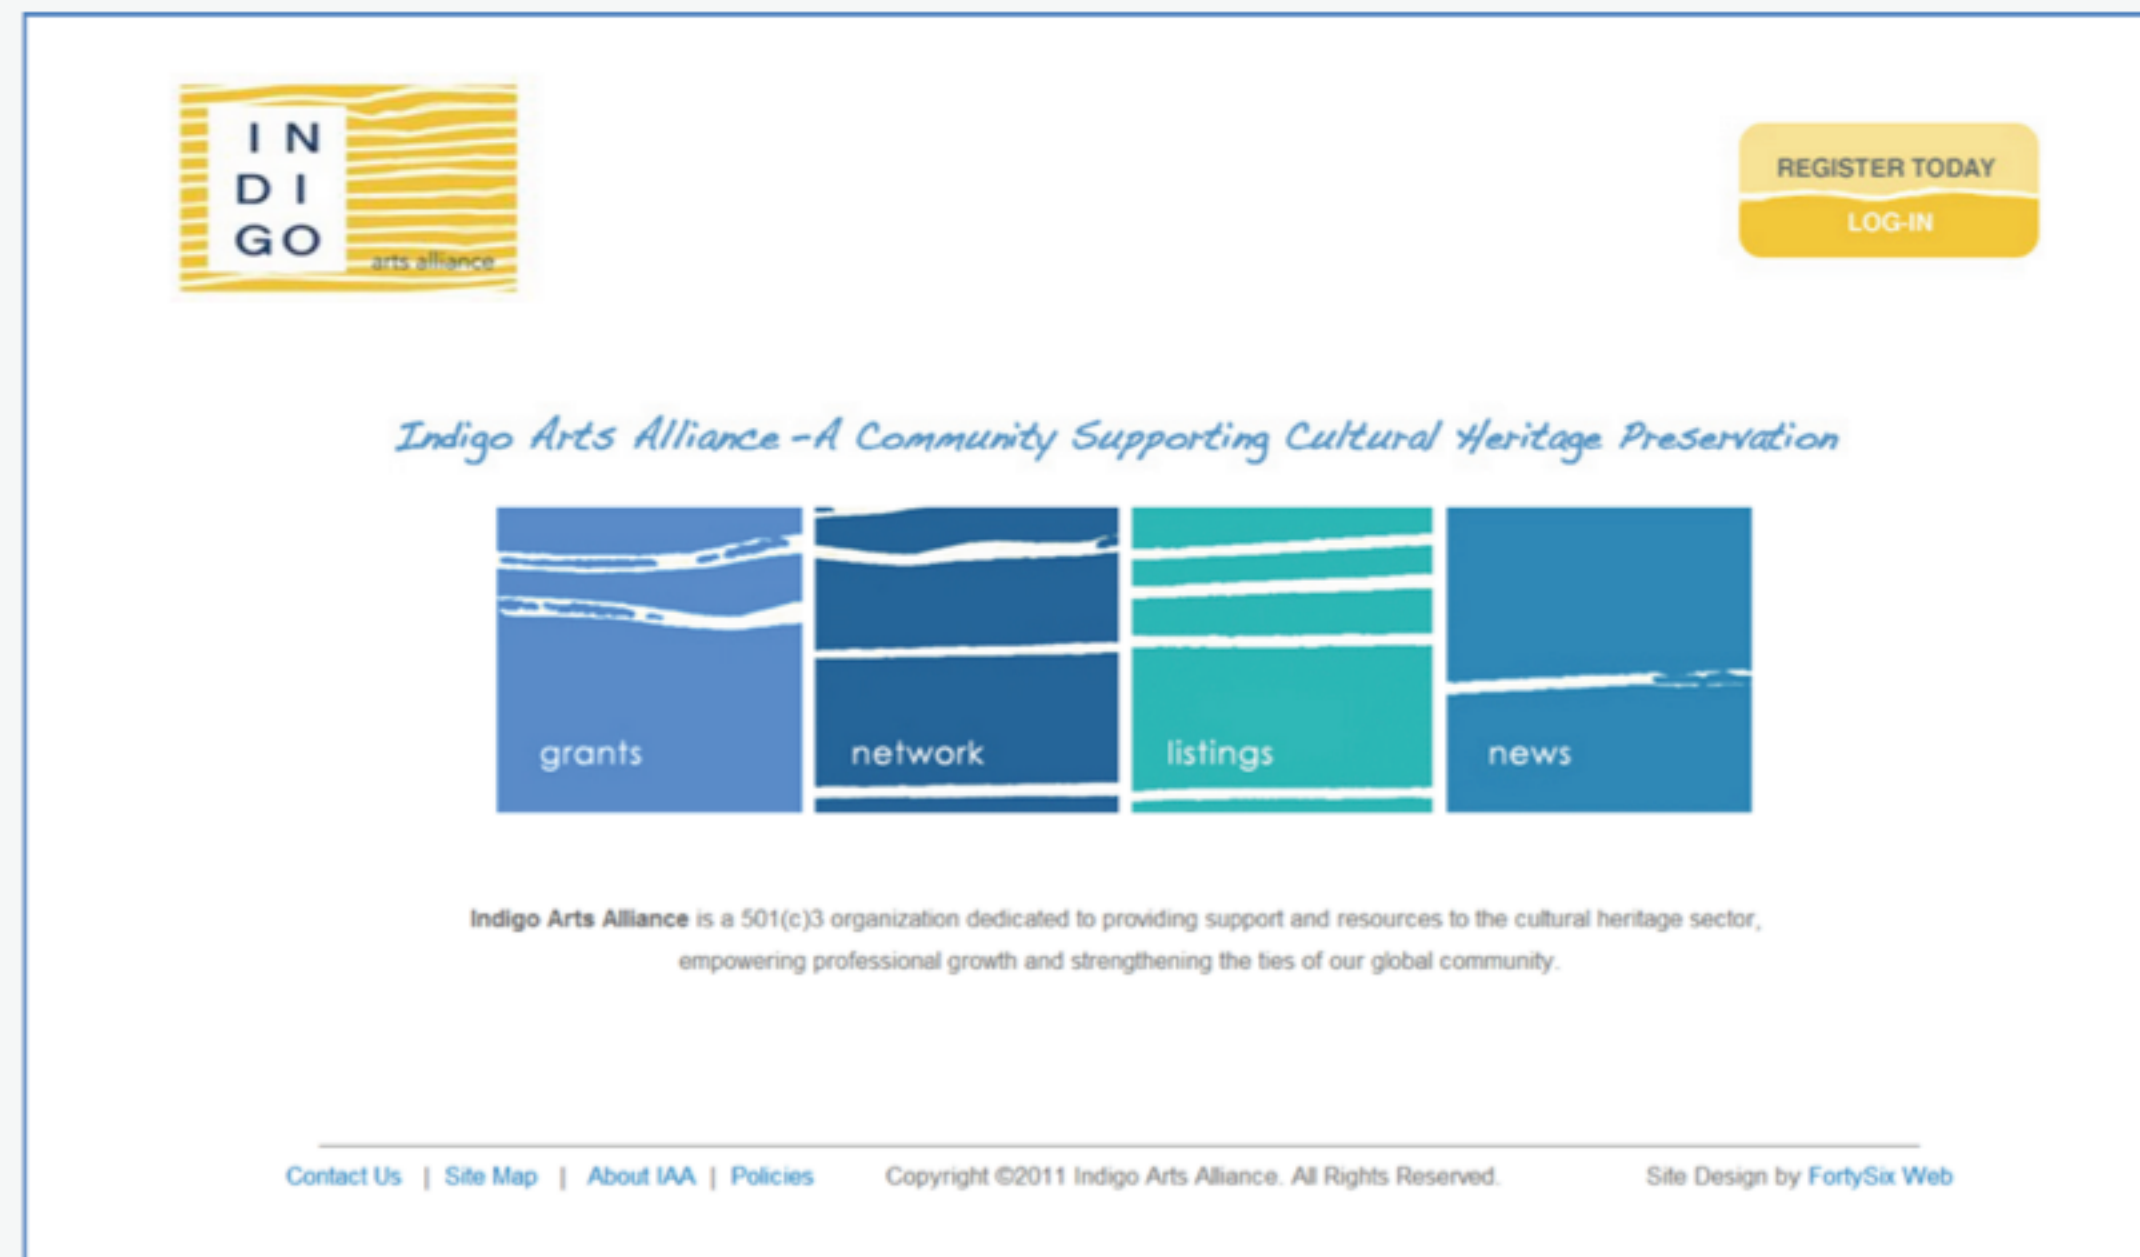 IN
DI
GO
arts alliance
REGISTER TODAY
LOG-IN
Indigo Arts Alliance - A Community Supporting Cultural Heritage Preservation
grants
network
listings
news
Indigo Arts Alliance is a 501(c)3 organization dedicated to providing support and resources to the cultural heritage sector,
empowering professional growth and strengthening the ties of our global community.
Contact Us | Site Map | About IAA | Policies Copyright ©2011 Indigo Arts Alliance. All Rights Reserved. Site Design by FortySix Web